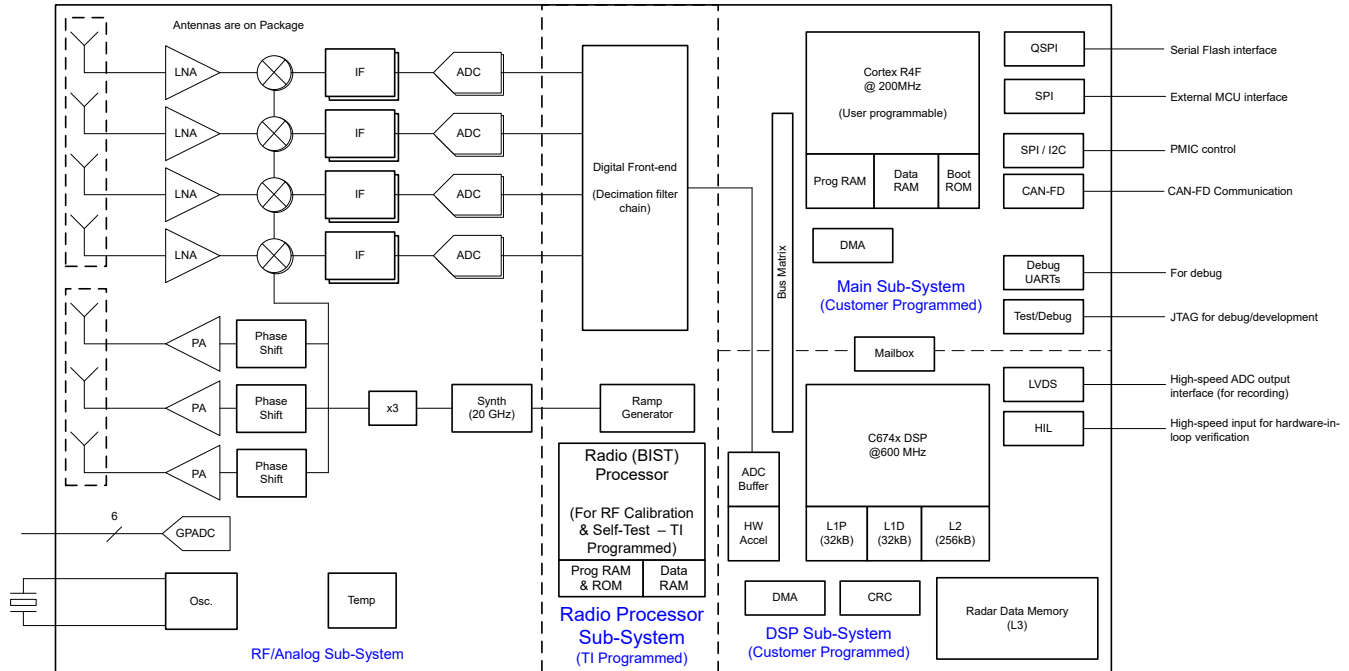 Antennas are on Package
LNA
IF
ADC
LNA
IF
ADC
LNA
IF
ADC
LNA
IF
ADC
Digital Front-end
(Decimation filter
chain)
PA
Phase
Shift
PA
Phase
Shift
PA
Phase
Shift
x3
Synth
(20 GHz)
Ramp
Generator
6
GPADC
Osc.
Temp
RF/Analog Sub-System
Radio (BIST)
Processor
(For RF Calibration
& Self-Test – TI
Programmed)
Prog RAM
& ROM
Data
RAM
Radio Processor
Sub-System
(TI Programmed)
Bus Matrix
Cortex R4F
@ 200MHz
(User programmable)
Prog RAM
Data
RAM
Boot
ROM
DMA
Main Sub-System
(Customer Programmed)
QSPI
Serial Flash interface
SPI
External MCU interface
SPI / I2C
PMIC control
CAN-FD
CAN-FD Communication
Debug
UARTs
For debug
Test/Debug
JTAG for debug/development
Mailbox
LVDS
High-speed ADC output
interface (for recording)
HIL
High-speed input for hardware-in-
loop verification
C674x DSP
@600 MHz
L1P
(32kB)
L1D
(32kB)
L2
(256kB)
ADC
Buffer
HW
Accel
DMA
CRC
Radar Data Memory
(L3)
DSP Sub-System
(Customer Programmed)